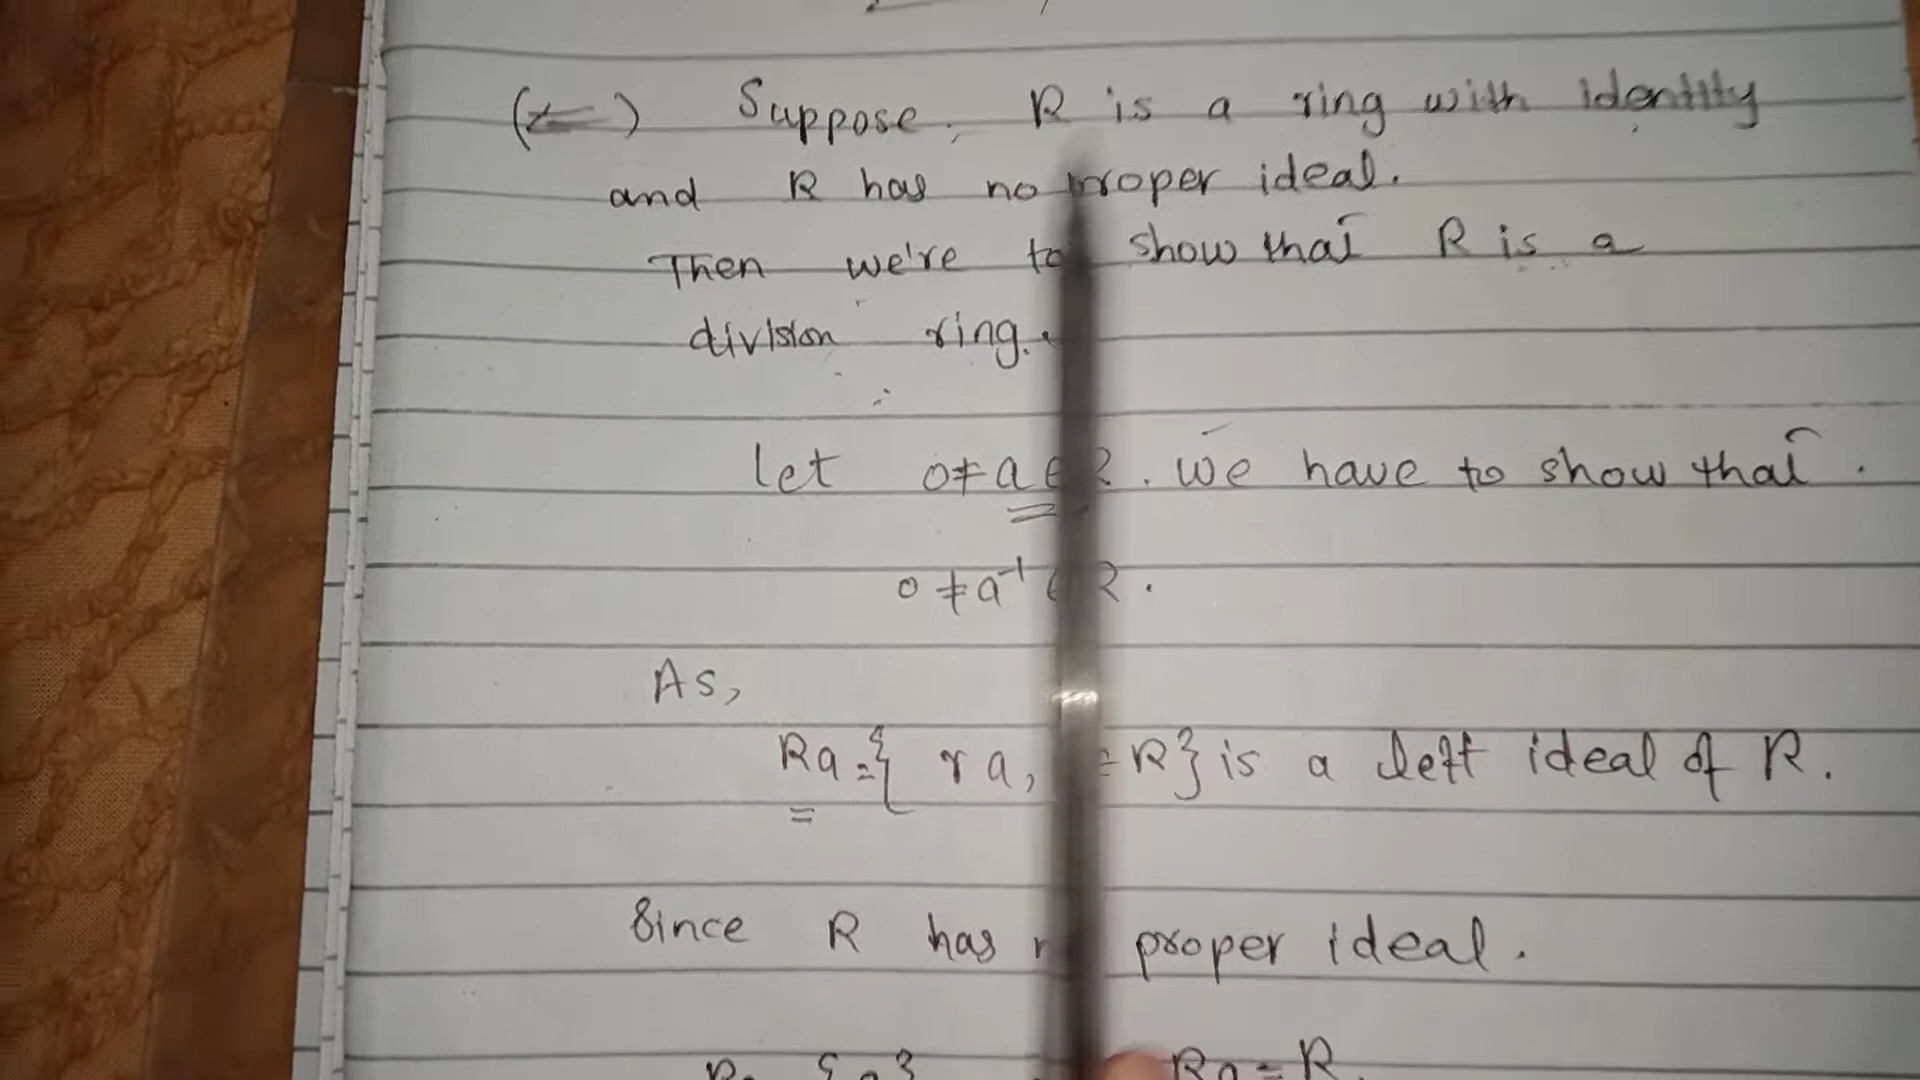 (⇐) Suppose, R is a ring with identity
and R has no proper ideal.
Then we're to show that R is a
division ring.
let 0≠a∈R. we have to show that
0≠a⁻¹∈R.
As,
Ra={ ra, ∈R} is a left ideal of R.
Since R has proper ideal.
Ra=R.